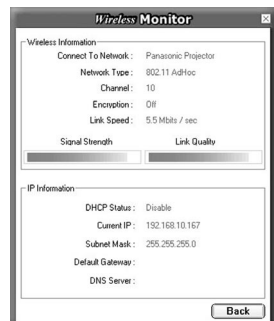 Wireless Monitor
Wireless Information
Connect To Network : Panasonic Projector
Network Type : 802.11 AdHoc
Channel : 10
Encryption : Off
Link Speed : 5.5 Mbits / sec
Signal Strength Link Quality
IP Information
DHCP Status : Disable
Current IP : 192.168.10.167
Subnet Mask : 255.255.255.0
Default Gateway :
DNS Server :
Back